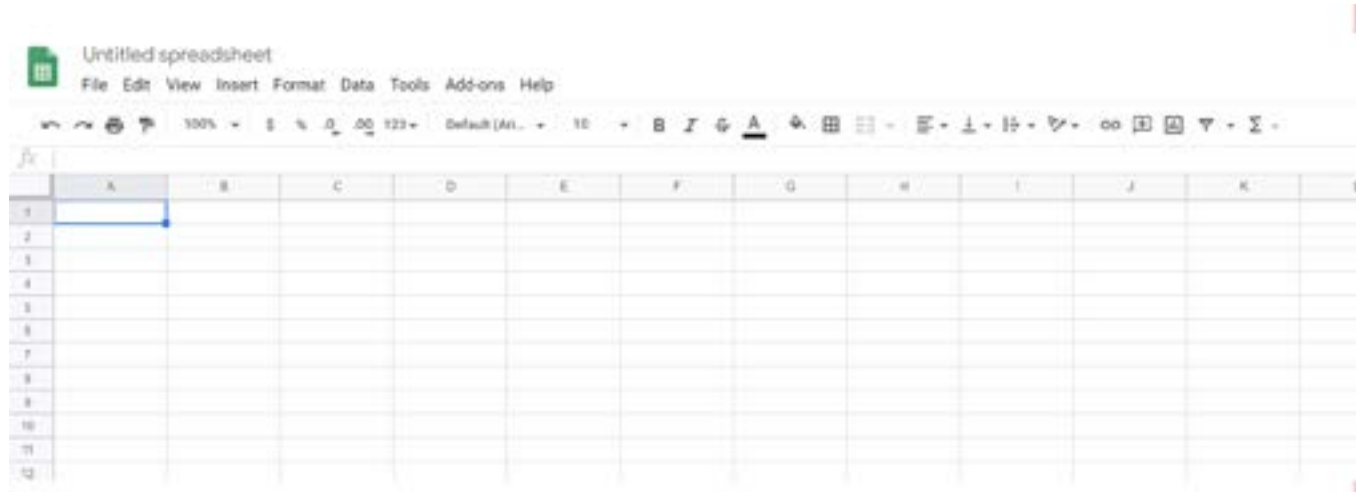 Untitled spreadsheet
File Edit View Insert Format Data Tools Add-ons Help
100% $ % .0 .00 123 Default (Ari... 10 B I S A
fx
A B C D E F G H I J K
1
2
3
4
5
6
7
8
9
10
11
12